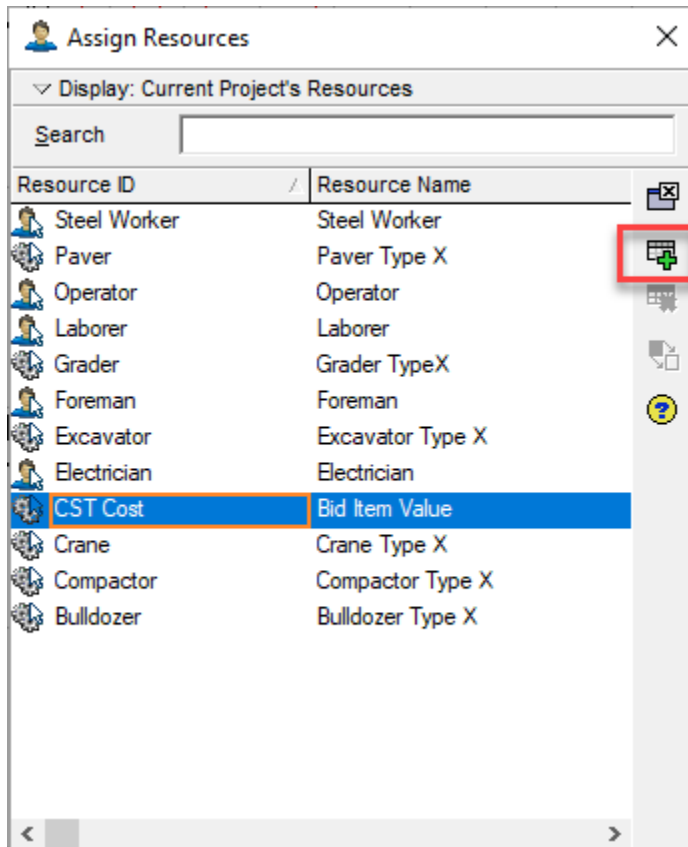 Assign Resources
Display: Current Project's Resources
Search
Resource ID Resource Name
Steel Worker Steel Worker
Paver Paver Type X
Operator Operator
Laborer Laborer
Grader Grader TypeX
Foreman Foreman
Excavator Excavator Type X
Electrician Electrician
CST Cost Bid Item Value
Crane Crane Type X
Compactor Compactor Type X
Bulldozer Bulldozer Type X